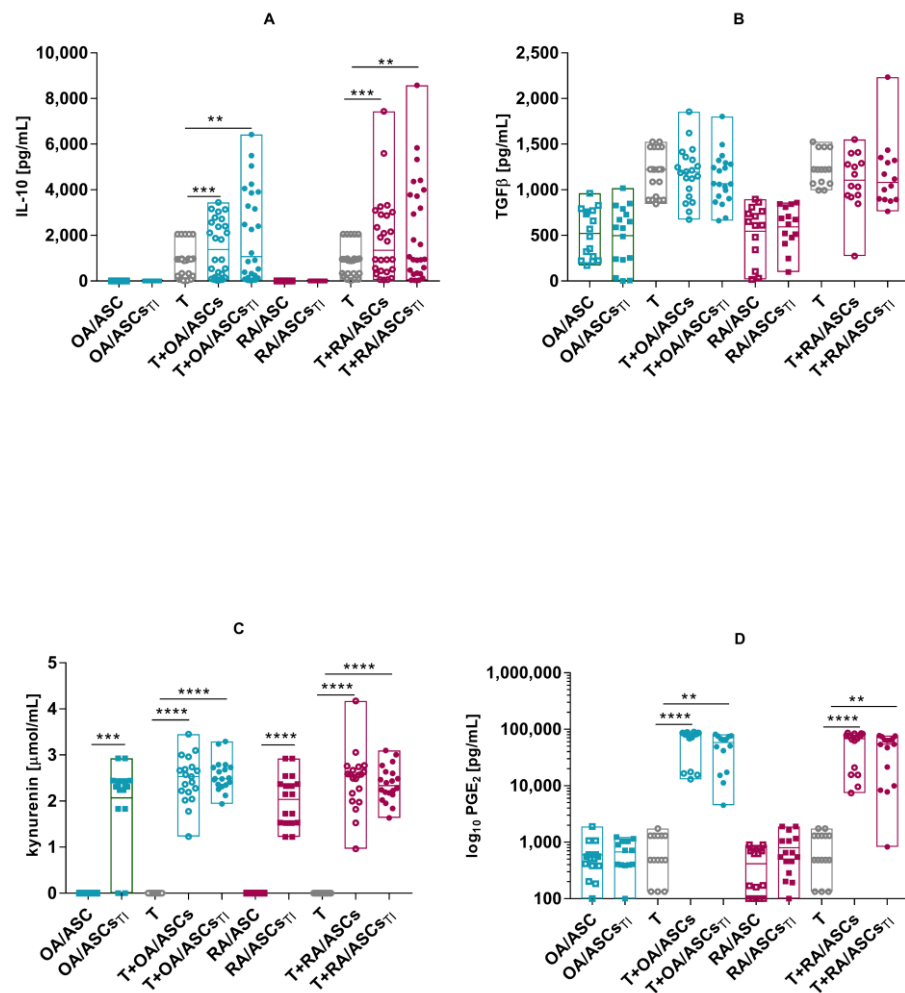 A
IL-10 [pg/mL]
10,000
8,000
6,000
4,000
2,000
0
**
***
**
***
OA/ASC
OA/ASCsTI
T
T+OA/ASCs
T+OA/ASCsTI
RA/ASC
RA/ASCsTI
T
T+RA/ASCs
T+RA/ASCsTI
B
TGFβ [pg/mL]
2,500
2,000
1,500
1,000
500
0
OA/ASC
OA/ASCsTI
T
T+OA/ASCs
T+OA/ASCsTI
RA/ASC
RA/ASCsTI
T
T+RA/ASCs
T+RA/ASCsTI
C
kynurenin [µmol/mL]
5
4
3
2
1
0
***
****
****
****
****
****
OA/ASC
OA/ASCsTI
T
T+OA/ASCs
T+OA/ASCsTI
RA/ASC
RA/ASCsTI
T
T+RA/ASCs
T+RA/ASCsTI
D
log10 PGE2 [pg/mL]
1,000,000
100,000
10,000
1,000
100
**
****
**
****
OA/ASC
OA/ASCsTI
T
T+OA/ASCs
T+OA/ASCsTI
RA/ASC
RA/ASCsTI
T
T+RA/ASCs
T+RA/ASCsTI